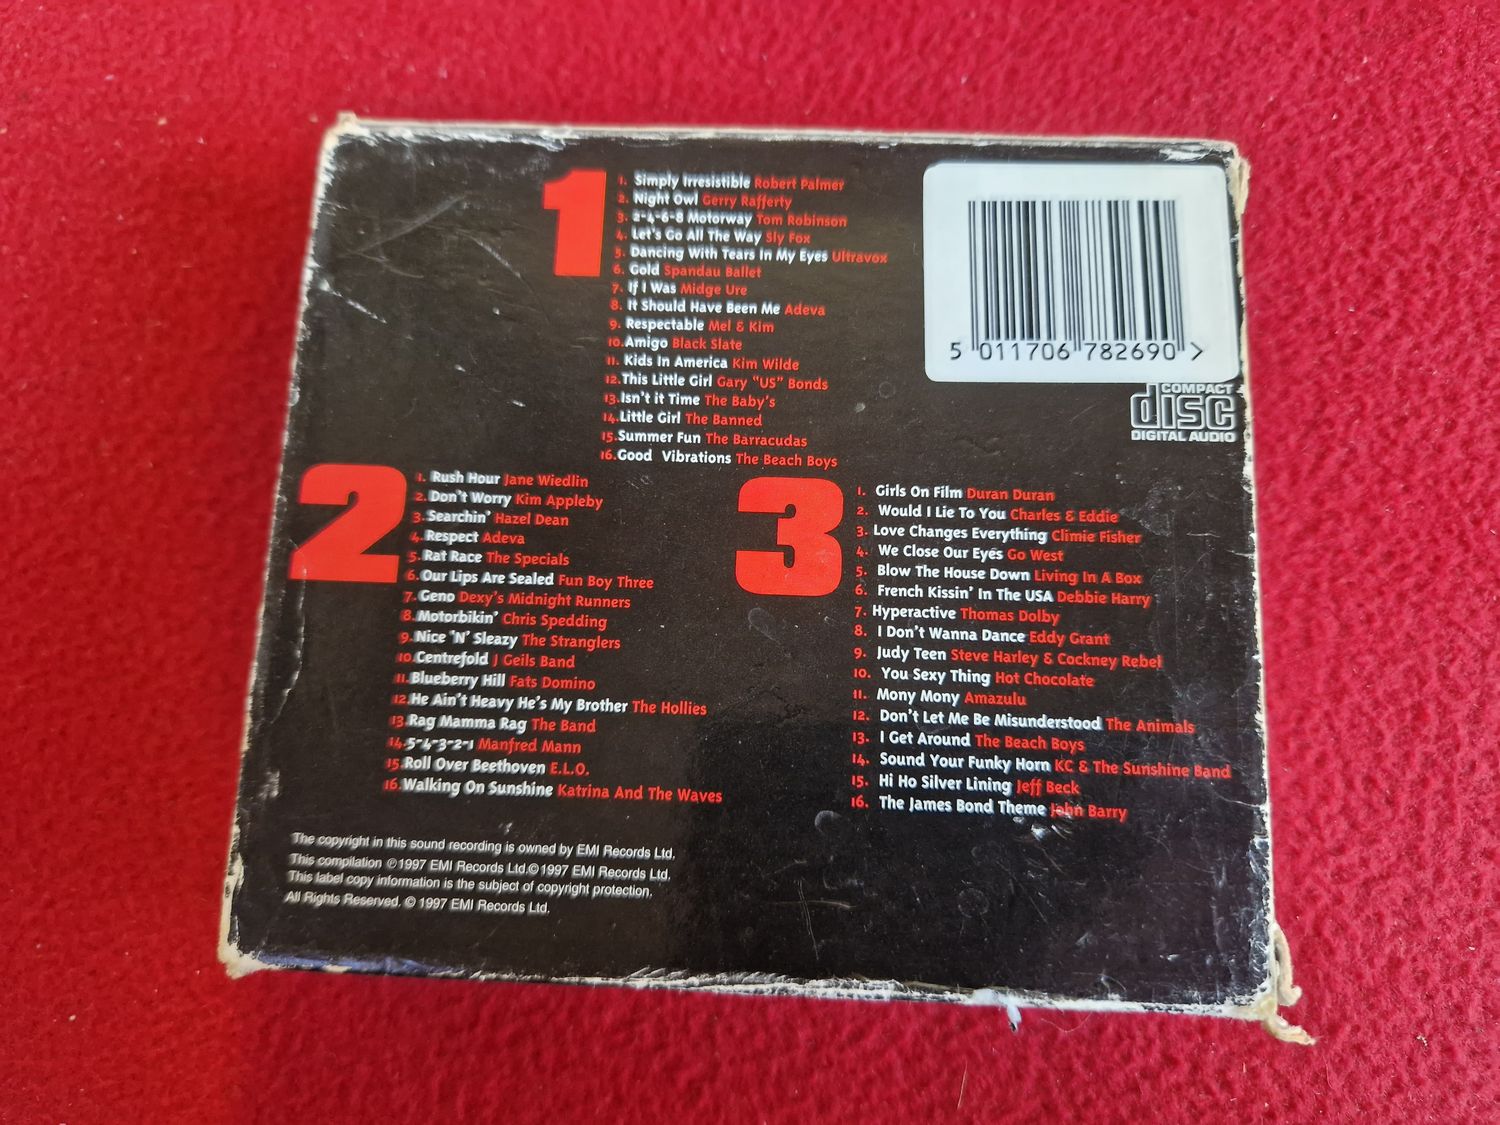 1
1. Simply Irresistible Robert Palmer
2. Night Owl Gerry Rafferty
3. 2-4-6-8 Motorway Tom Robinson
4. Let's Go All The Way Sly Fox
5. Dancing With Tears In My Eyes Ultravox
6. Gold Spandau Ballet
7. If I Was Midge Ure
8. It Should Have Been Me Adeva
9. Respectable Mel & Kim
10. Amigo Black Slate
11. Kids In America Kim Wilde
12. This Little Girl Gary "US" Bonds
13. Isn't it Time The Baby's
14. Little Girl The Banned
15. Summer Fun The Barracudas
16. Good Vibrations The Beach Boys
5 011706 782690 >
COMPACT
disc
DIGITAL AUDIO
2
1. Rush Hour Jane Wiedlin
2. Don't Worry Kim Appleby
3. Searchin' Hazel Dean
4. Respect Adeva
5. Rat Race The Specials
6. Our Lips Are Sealed Fun Boy Three
7. Geno Dexy's Midnight Runners
8. Motorbikin' Chris Spedding
9. Nice 'N' Sleazy The Stranglers
10. Centrefold J Geils Band
11. Blueberry Hill Fats Domino
12. He Ain't Heavy He's My Brother The Hollies
13. Rag Mamma Rag The Band
14. 5-4-3-2-1 Manfred Mann
15. Roll Over Beethoven E.L.O.
16. Walking On Sunshine Katrina And The Waves
3
1. Girls On Film Duran Duran
2. Would I Lie To You Charles & Eddie
3. Love Changes Everything Climie Fisher
4. We Close Our Eyes Go West
5. Blow The House Down Living In A Box
6. French Kissin' In The USA Debbie Harry
7. Hyperactive Thomas Dolby
8. I Don't Wanna Dance Eddy Grant
9. Judy Teen Steve Harley & Cockney Rebel
10. You Sexy Thing Hot Chocolate
11. Mony Mony Amazulu
12. Don't Let Me Be Misunderstood The Animals
13. I Get Around The Beach Boys
14. Sound Your Funky Horn KC & The Sunshine Band
15. Hi Ho Silver Lining Jeff Beck
16. The James Bond Theme John Barry
The copyright in this sound recording is owned by EMI Records Ltd.
This compilation ℗1997 EMI Records Ltd.© 1997 EMI Records Ltd.
This label copy information is the subject of copyright protection.
All Rights Reserved. © 1997 EMI Records Ltd.